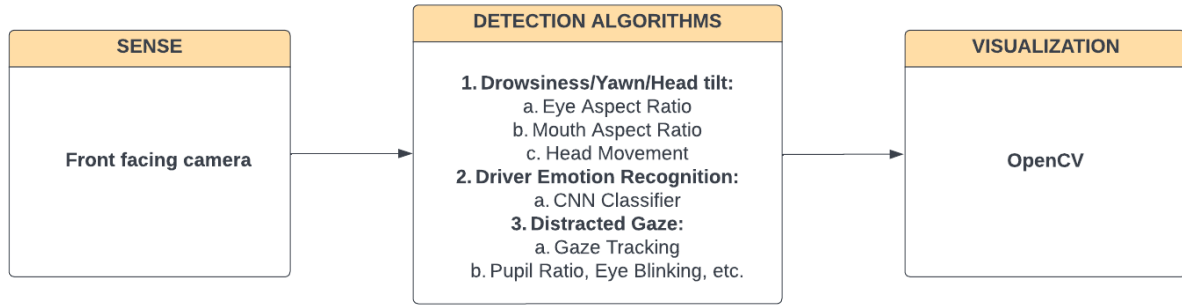 SENSE
Front facing camera
DETECTION ALGORITHMS
1. Drowsiness/Yawn/Head tilt:
a. Eye Aspect Ratio
b. Mouth Aspect Ratio
c. Head Movement
2. Driver Emotion Recognition:
a. CNN Classifier
3. Distracted Gaze:
a. Gaze Tracking
b. Pupil Ratio, Eye Blinking, etc.
VISUALIZATION
OpenCV